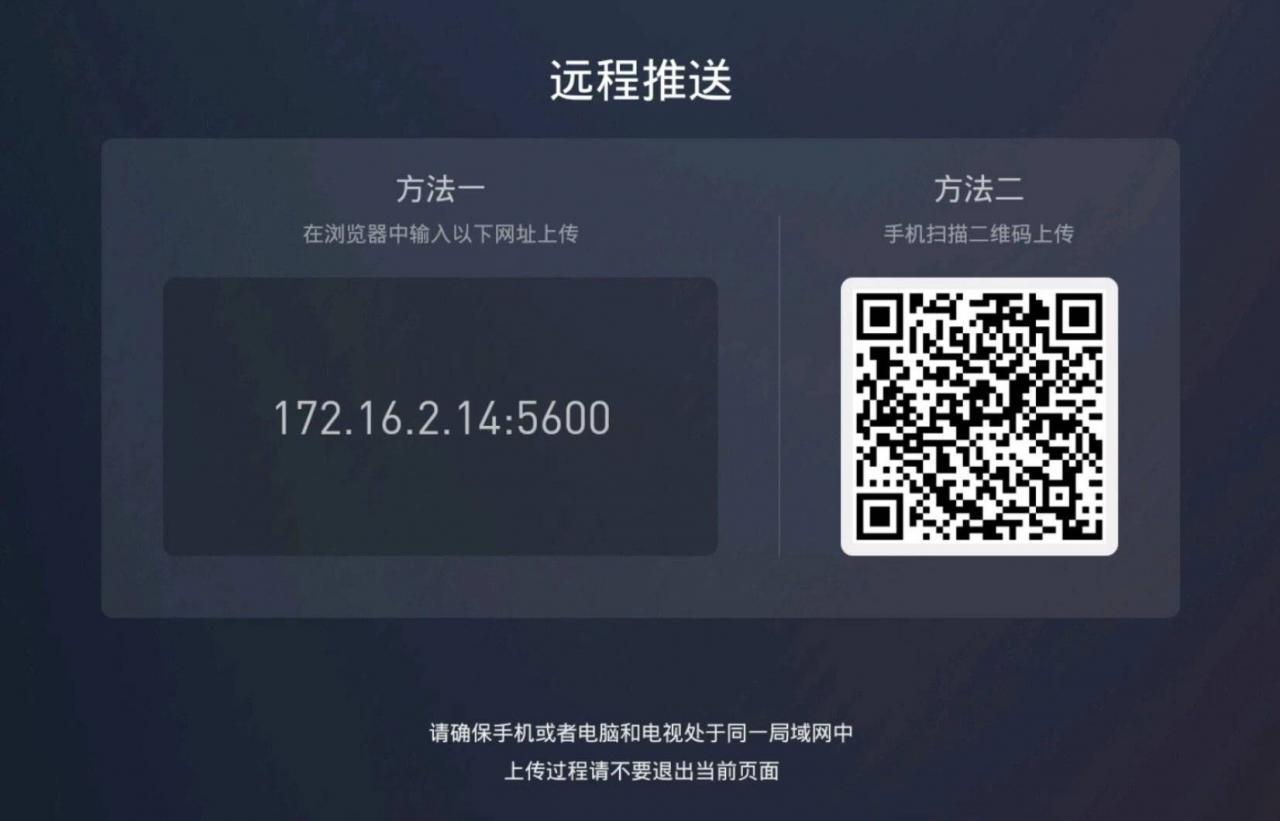 远程推送
方法一
在浏览器中输入以下网址上传
172.16.2.14:5600
方法二
手机扫描二维码上传
请确保手机或者电脑和电视处于同一局域网中
上传过程请不要退出当前页面